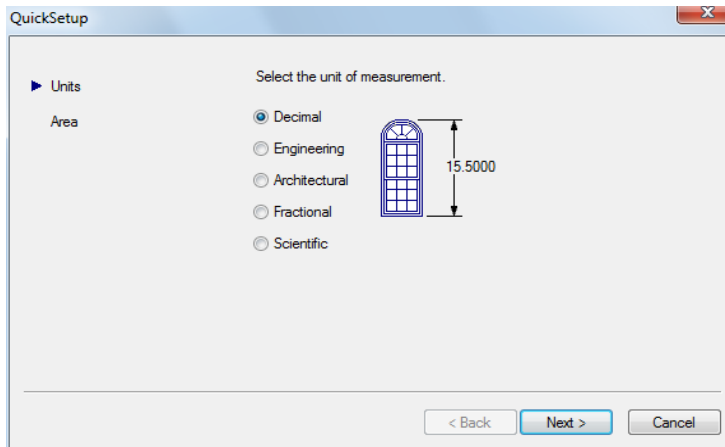 QuickSetup
Units
Area
Select the unit of measurement.
Decimal
Engineering
Architectural
Fractional
Scientific
15.5000
< Back
Next >
Cancel